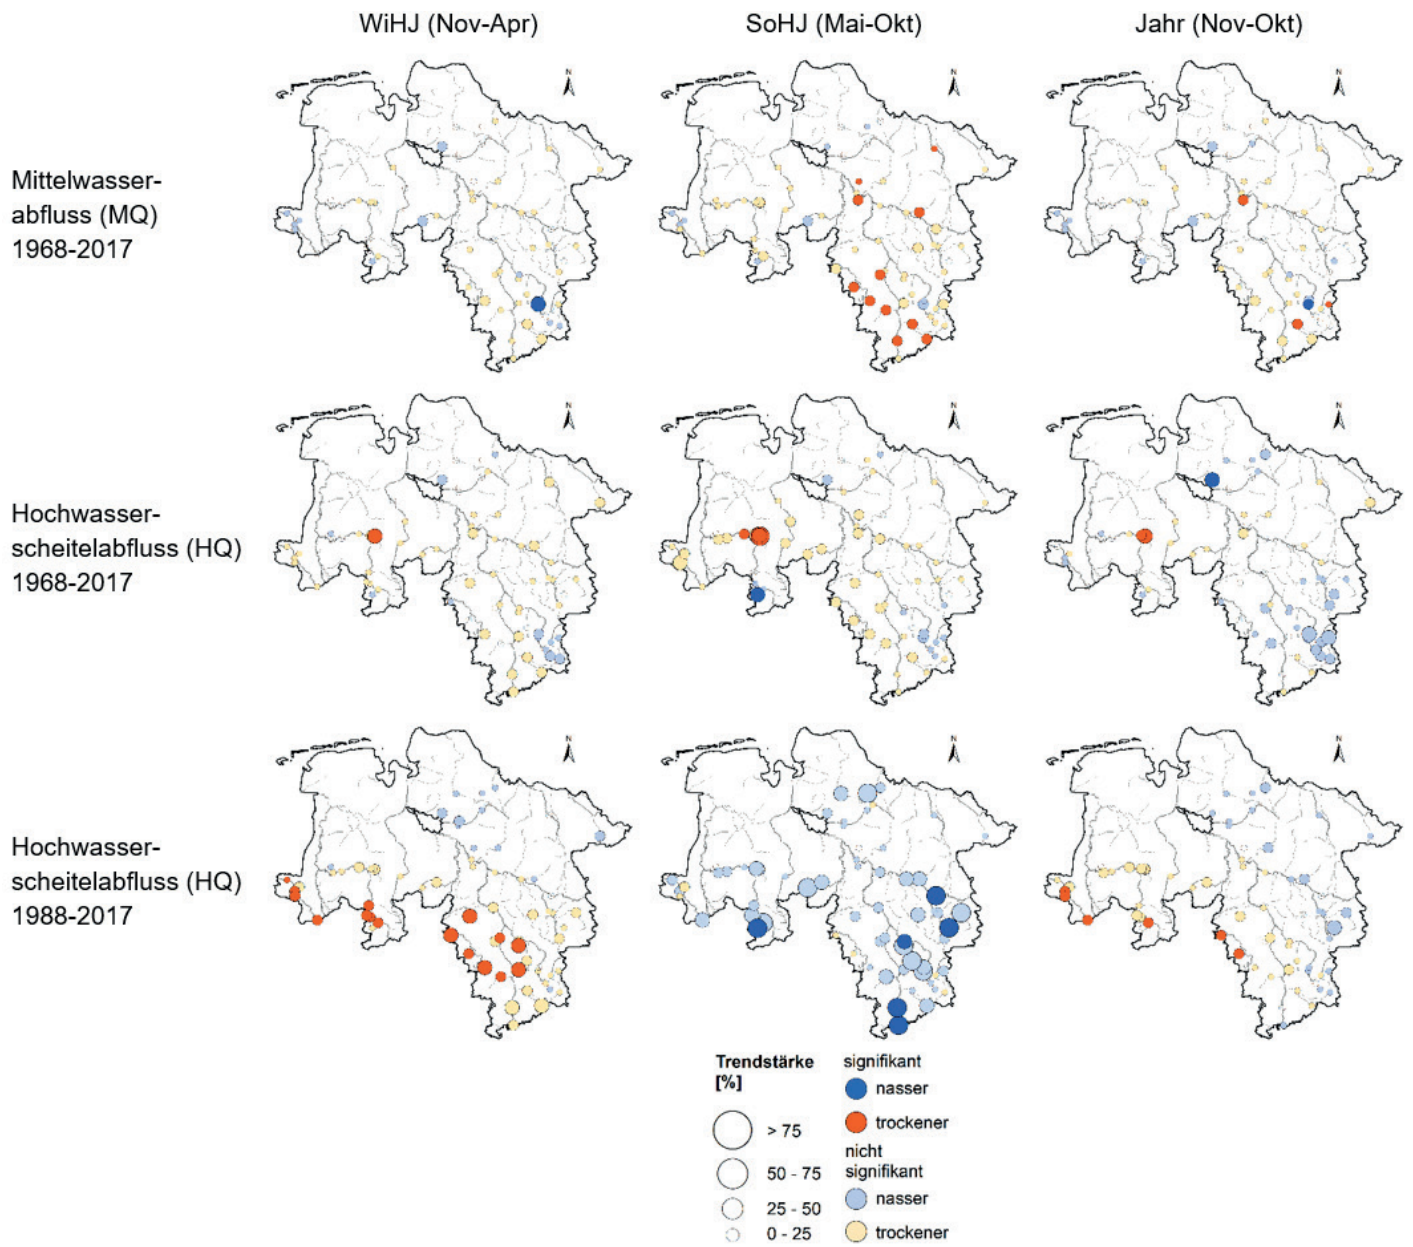 WiHJ (Nov-Apr)
SoHJ (Mai-Okt)
Jahr (Nov-Okt)
N
N
N
Mittelwasser-
abfluss (MQ)
1968-2017
N
N
N
Hochwasser-
scheitelabfluss (HQ)
1968-2017
N
N
N
Hochwasser-
scheitelabfluss (HQ)
1988-2017
Trendstärke
[%]
> 75
50 - 75
25 - 50
0 - 25
signifikant
nasser
trockener
nicht
signifikant
nasser
trockener